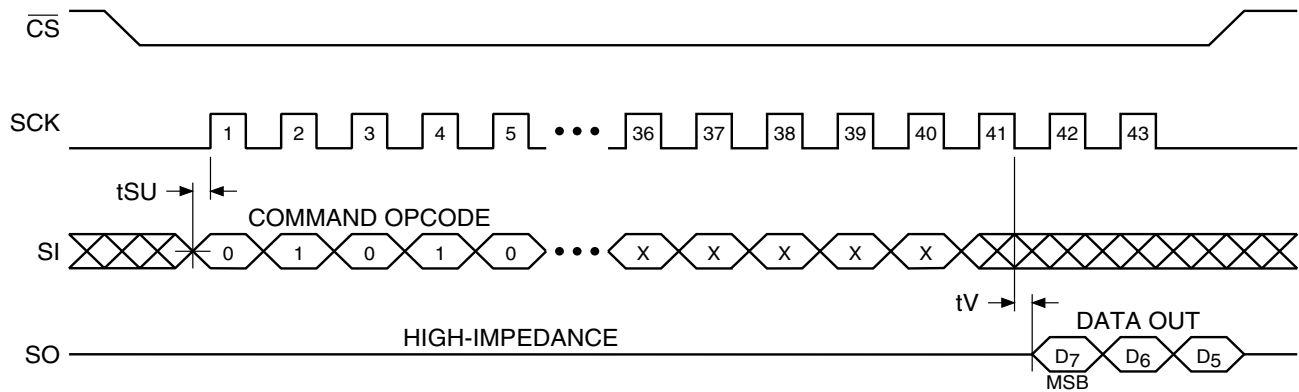 CS
SCK 1 2 3 4 5 ••• 36 37 38 39 40 41 42 43
tSU
COMMAND OPCODE
SI 0 1 0 1 0 ••• X X X X X
tV
HIGH-IMPEDANCE
DATA OUT
SO D7 D6 D5
MSB